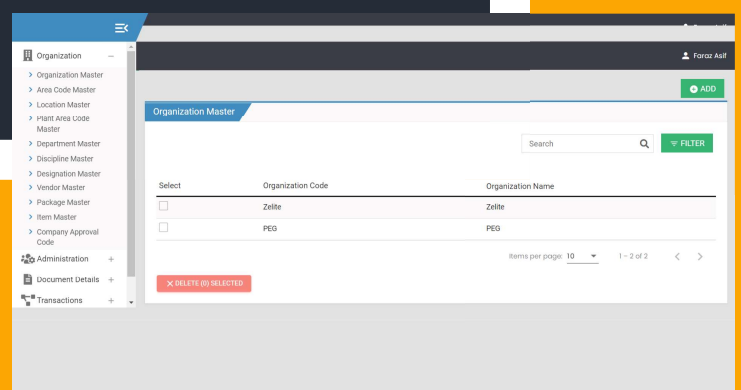 Organization
Faraz Asif
Organization Master
Area Code Master
Location Master
Plant Area Code
Master
Department Master
Discipline Master
Designation Master
Vendor Master
Package Master
Item Master
Company Approval
Code
Administration +
Document Details +
Transactions +
ADD
Organization Master
Search
FILTER
Select Organization Code Organization Name
Zelite Zelite
PEG PEG
Items per page: 10 1 – 2 of 2
DELETE (0) SELECTED